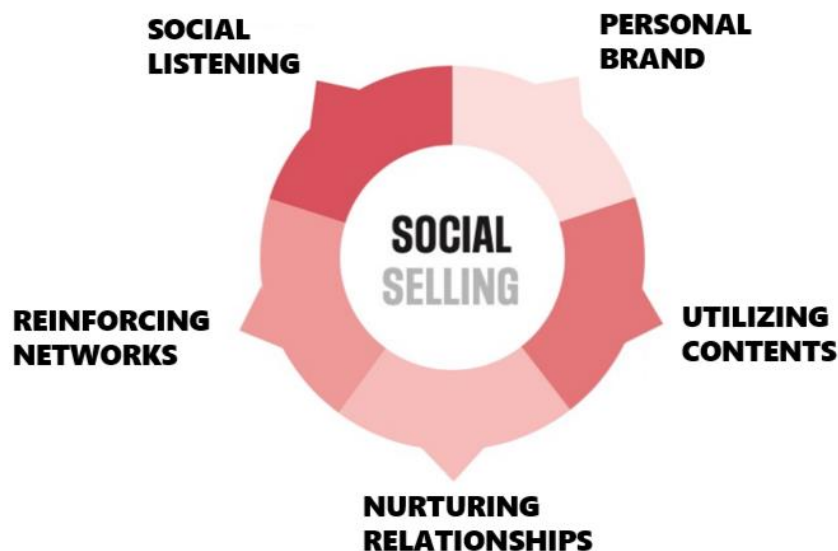 SOCIAL
LISTENING
PERSONAL
BRAND
SOCIAL
SELLING
REINFORCING
NETWORKS
UTILIZING
CONTENTS
NURTURING
RELATIONSHIPS